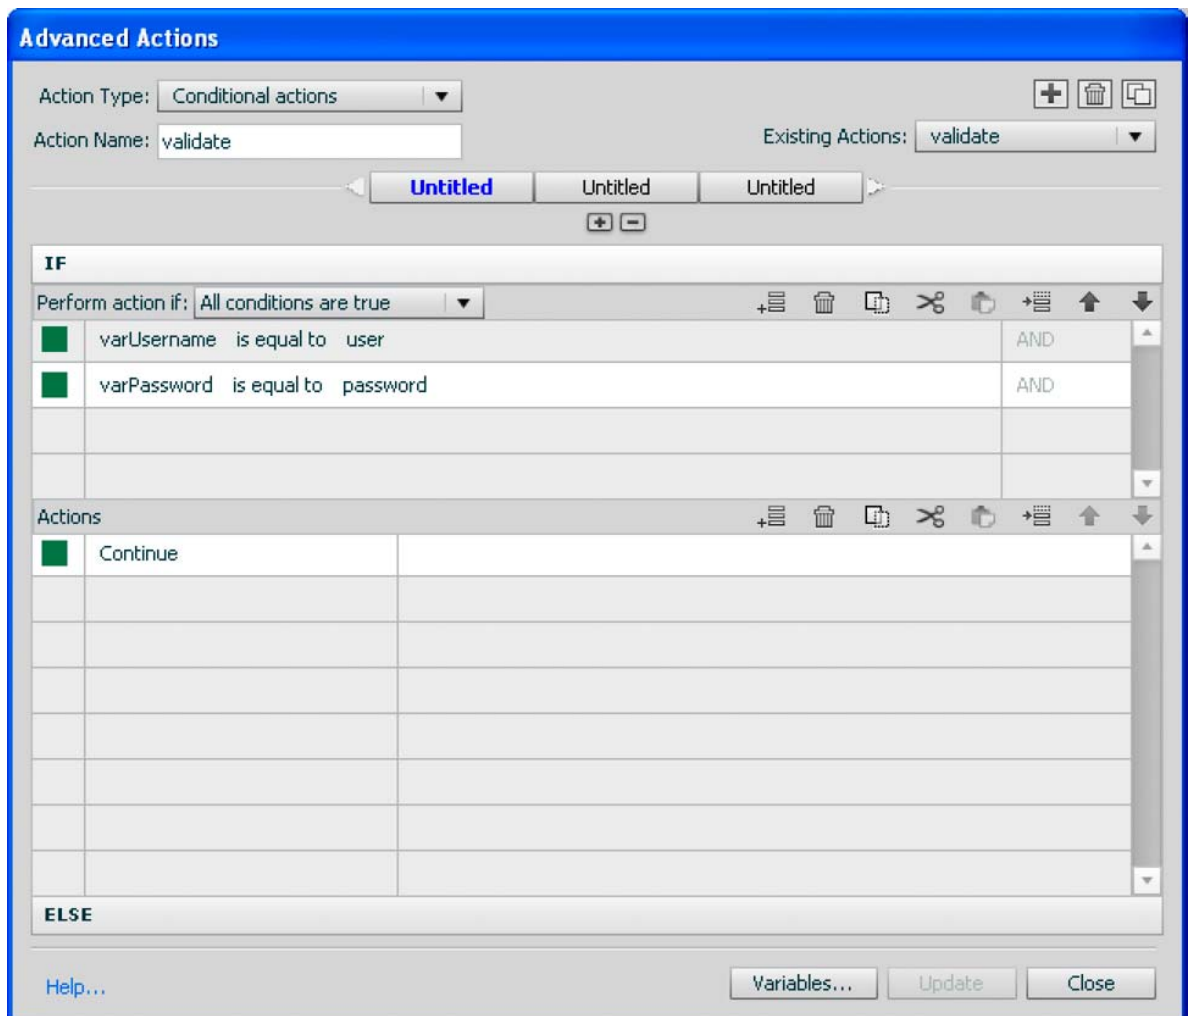 Advanced Actions
Action Type: Conditional actions
Action Name: validate
Existing Actions: validate
Untitled Untitled Untitled
IF
Perform action if: All conditions are true
varUsername is equal to user AND
varPassword is equal to password AND
Actions
Continue
ELSE
Help... Variables... Update Close